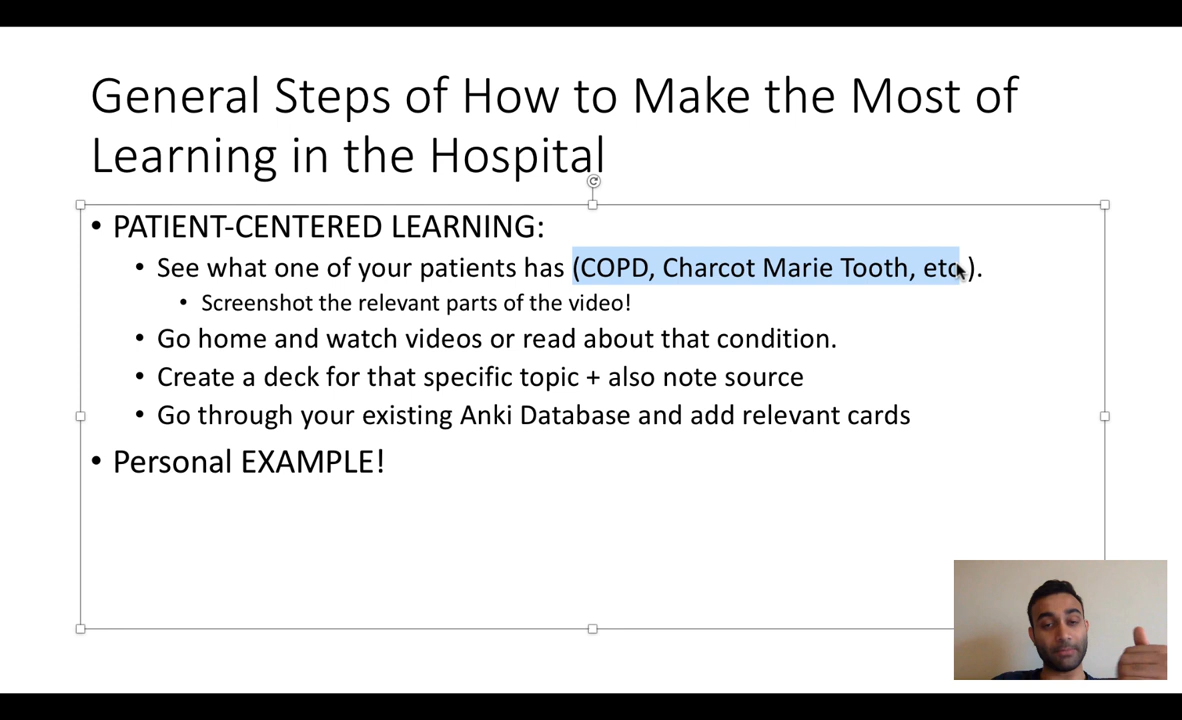 General Steps of How to Make the Most of
Learning in the Hospital
• PATIENT-CENTERED LEARNING:
• See what one of your patients has (COPD, Charcot Marie Tooth, etc.).
• Screenshot the relevant parts of the video!
• Go home and watch videos or read about that condition.
• Create a deck for that specific topic + also note source
• Go through your existing Anki Database and add relevant cards
• Personal EXAMPLE!